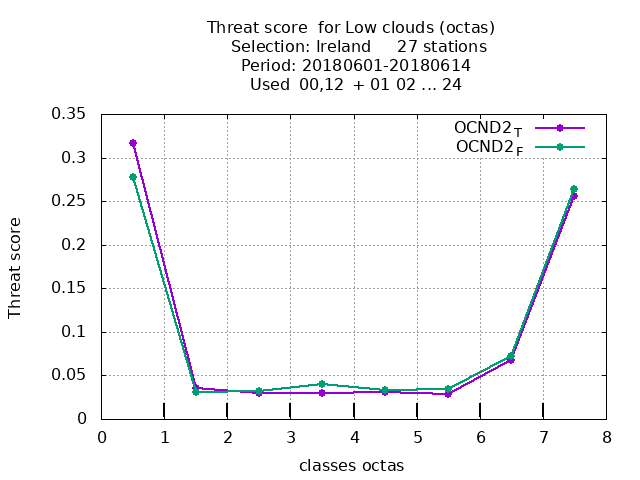 Threat score  for Low clouds (octas)
Selection: Ireland     27 stations
Period: 20180601-20180614
Used  00,12  + 01 02 ... 24
OCND2T
OCND2F
0.35
0.3
0.25
0.2
0.15
0.1
0.05
0
Threat score
0 1 2 3 4 5 6 7 8
classes octas